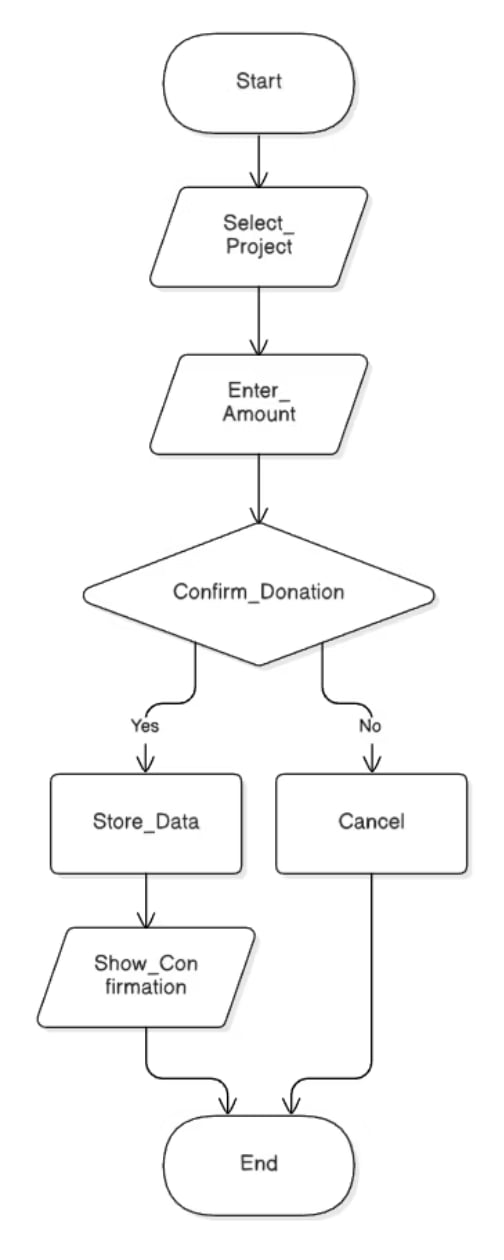 Start
Select_
Project
Enter_
Amount
Confirm_Donation
Yes
No
Store_Data
Cancel
Show_Con
firmation
End